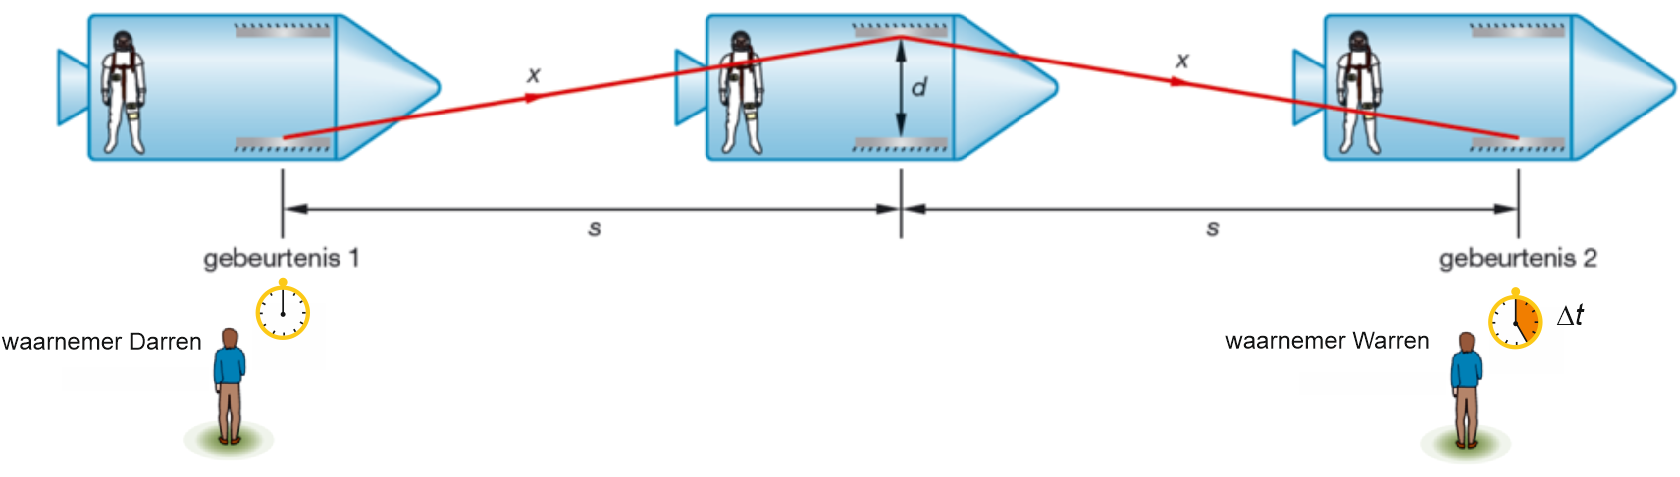 x
x
d
s
s
gebeurtenis 1
gebeurtenis 2
waarnemer Darren
waarnemer Warren
Δt